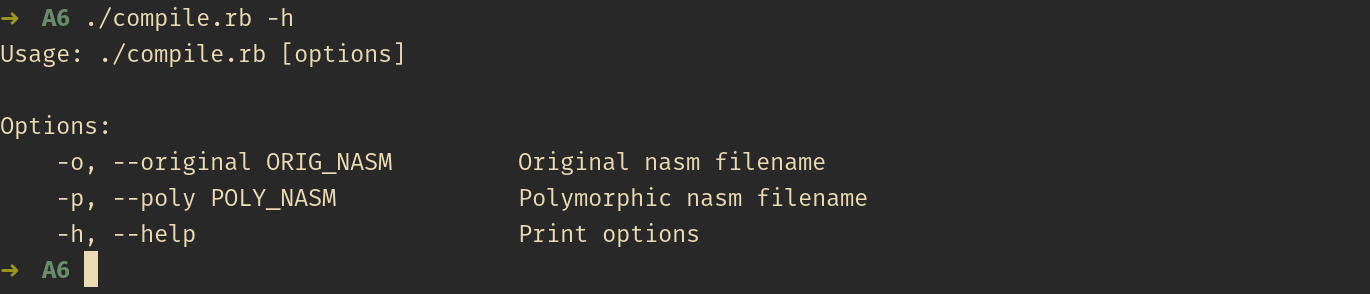 ➜  A6 ./compile.rb -h
Usage: ./compile.rb [options]

Options:
    -o, --original ORIG_NASM         Original nasm filename
    -p, --poly POLY_NASM             Polymorphic nasm filename
    -h, --help                       Print options
➜  A6